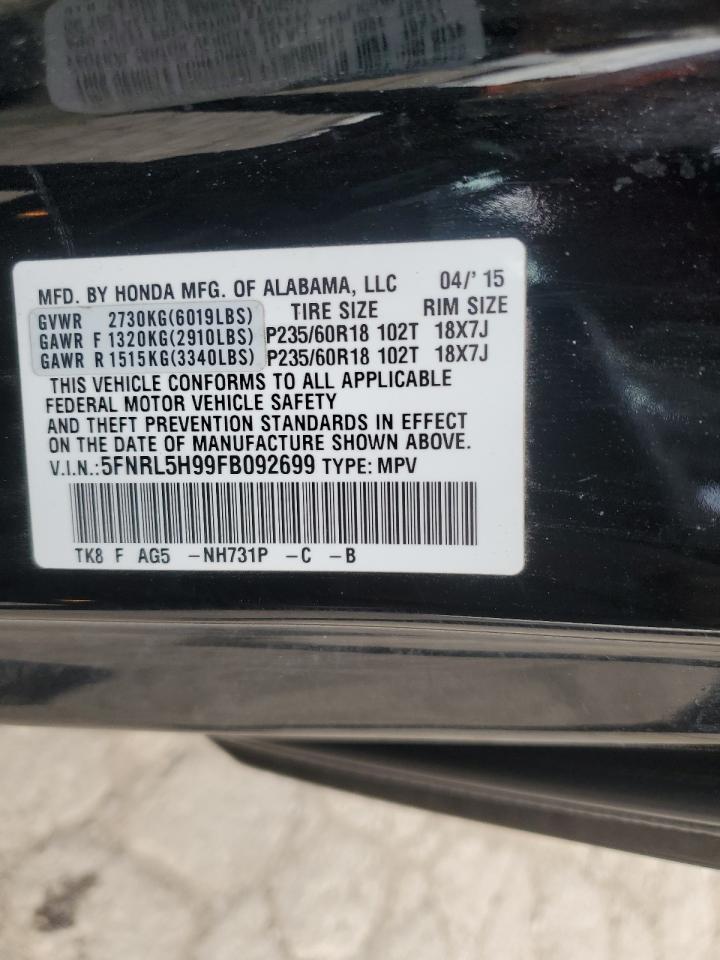 MFD. BY HONDA MFG. OF ALABAMA, LLC 04/'15
GVWR 2730KG(6019LBS) TIRE SIZE RIM SIZE
GAWR F 1320KG(2910LBS) P235/60R18 102T 18X7J
GAWR R 1515KG(3340LBS) P235/60R18 102T 18X7J
THIS VEHICLE CONFORMS TO ALL APPLICABLE
FEDERAL MOTOR VEHICLE SAFETY
AND THEFT PREVENTION STANDARDS IN EFFECT
ON THE DATE OF MANUFACTURE SHOWN ABOVE.
V.I.N.:5FNRL5H99FB092699 TYPE: MPV
TK8 F AG5 -NH731P -C -B